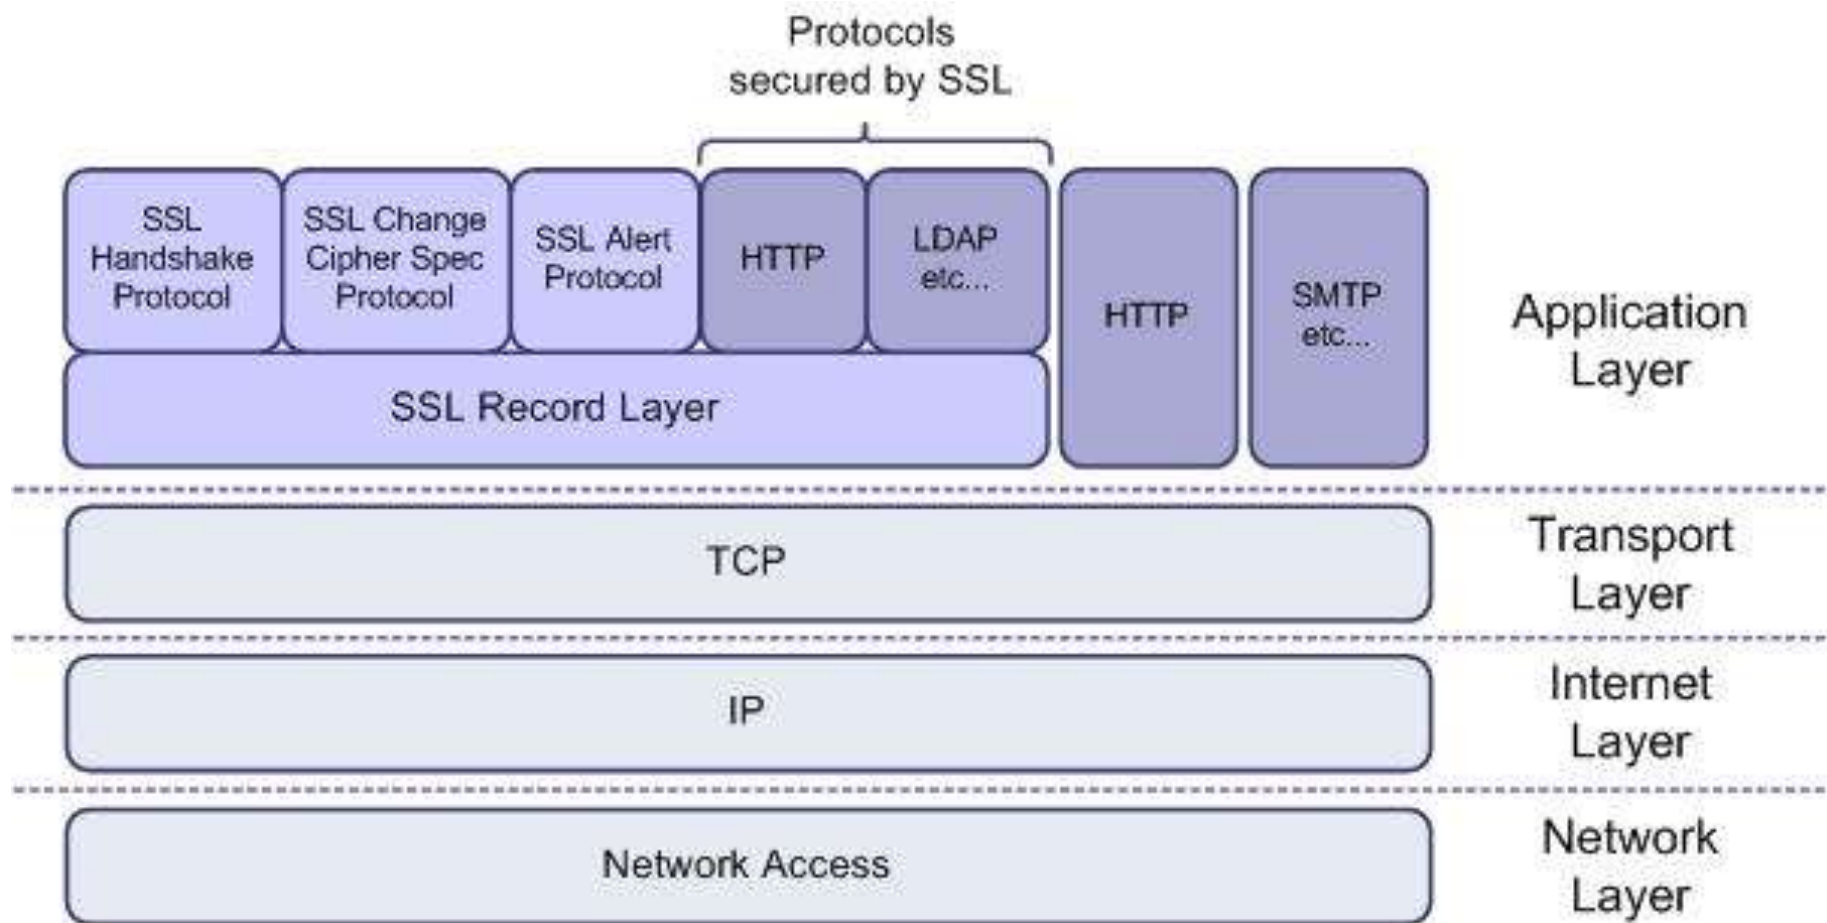 Protocols
secured by SSL
SSL
Handshake
Protocol
SSL Change
Cipher Spec
Protocol
SSL Alert
Protocol
HTTP
LDAP
etc...
HTTP
SMTP
etc...
Application
Layer
SSL Record Layer
TCP
Transport
Layer
IP
Internet
Layer
Network Access
Network
Layer